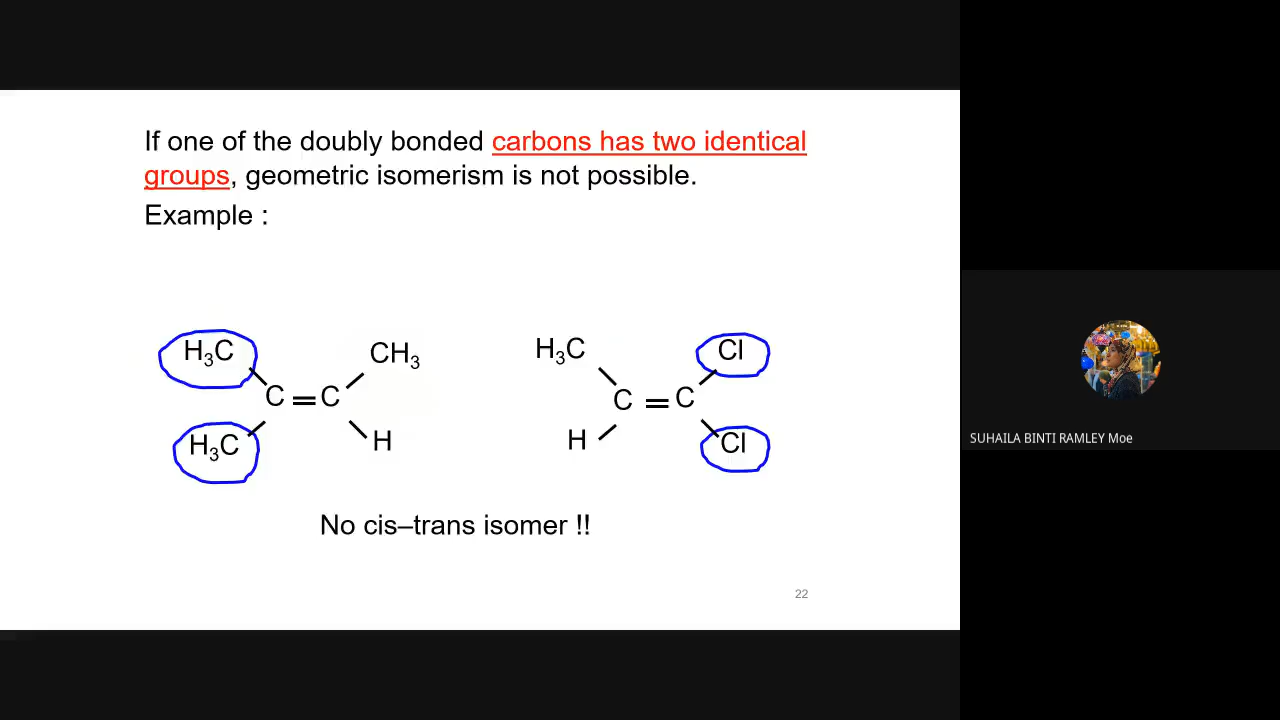 If one of the doubly bonded carbons has two identical
groups, geometric isomerism is not possible.
Example :
H₃C
CH₃
C = C
H₃C
H
H₃C
Cl
C = C
H
Cl
No cis–trans isomer !!
22
SUHAILA BINTI RAMLEY Moe